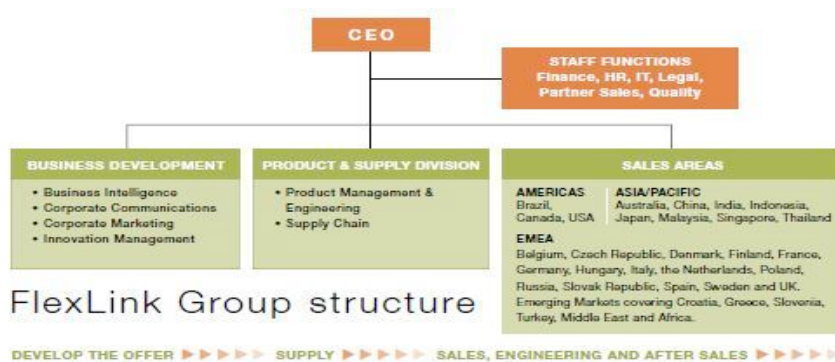 CEO
STAFF FUNCTIONS
Finance, HR, IT, Legal,
Partner Sales, Quality
BUSINESS DEVELOPMENT
• Business Intelligence
• Corporate Communications
• Corporate Marketing
• Innovation Management
PRODUCT & SUPPLY DIVISION
• Product Management &
Engineering
• Supply Chain
SALES AREAS
AMERICAS
Brazil,
Canada, USA
ASIA/PACIFIC
Australia, China, India, Indonesia,
Japan, Malaysia, Singapore, Thailand
EMEA
Belgium, Czech Republic, Denmark, Finland, France,
Germany, Hungary, Italy, the Netherlands, Poland,
Russia, Slovak Republic, Spain, Sweden and UK.
Emerging Markets covering Croatia, Greece, Slovenia,
Turkey, Middle East and Africa.
FlexLink Group structure
DEVELOP THE OFFER SUPPLY SALES, ENGINEERING AND AFTER SALES